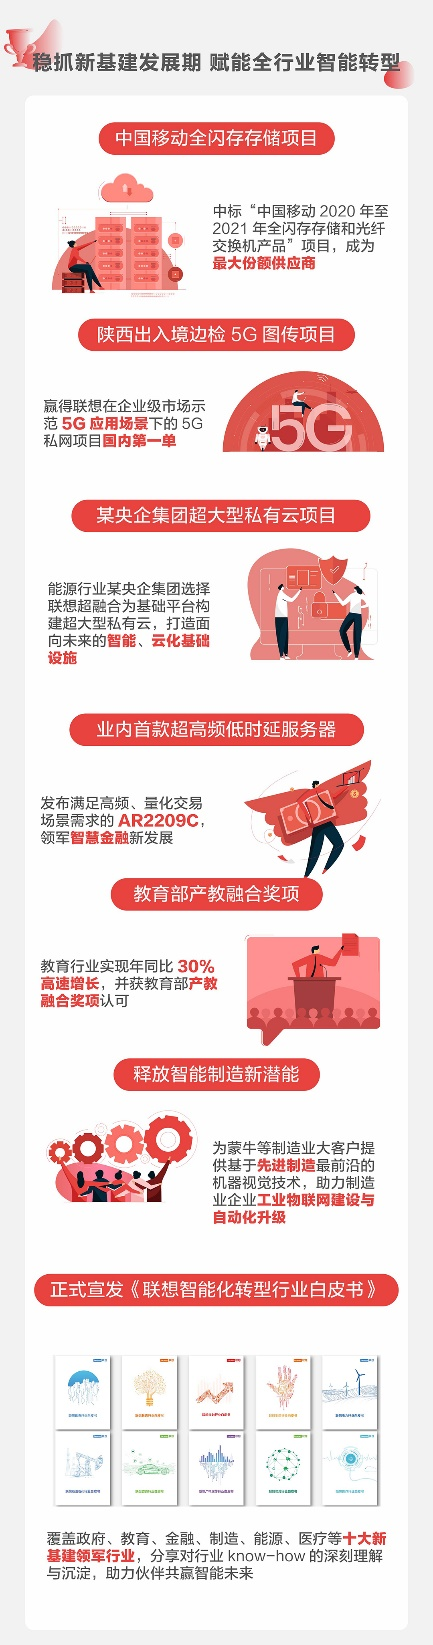 稳抓新基建发展期 赋能全行业智能转型
中国移动全闪存存储项目
中标“中国移动 2020 年至
2021 年全闪存存储和光纤
交换机产品”项目，成为
最大份额供应商
陕西出入境边检 5G 图传项目
赢得联想在企业级市场示
范 5G 应用场景下的 5G
私网项目国内第一单
5G
某央企集团超大型私有云项目
能源行业某央企集团选择
联想超融合为基础平台构
建超大型私有云，打造面
向未来的智能、云化基础
设施
业内首款超高频低时延服务器
发布满足高频、量化交易
场景需求的 AR2209C，
领军智慧金融新发展
教育部产教融合奖项
教育行业实现年同比 30%
高速增长，并获教育部产教
融合奖项认可
释放智能制造新潜能
为蒙牛等制造业大客户提
供基于先进制造最前沿的
机器视觉技术，助力制造
业企业工业物联网建设与
自动化升级
正式宣发《联想智能化转型行业白皮书》
覆盖政府、教育、金融、制造、能源、医疗等十大新
基建领军行业，分享对行业 know-how 的深刻理解
与沉淀，助力伙伴共赢智能未来